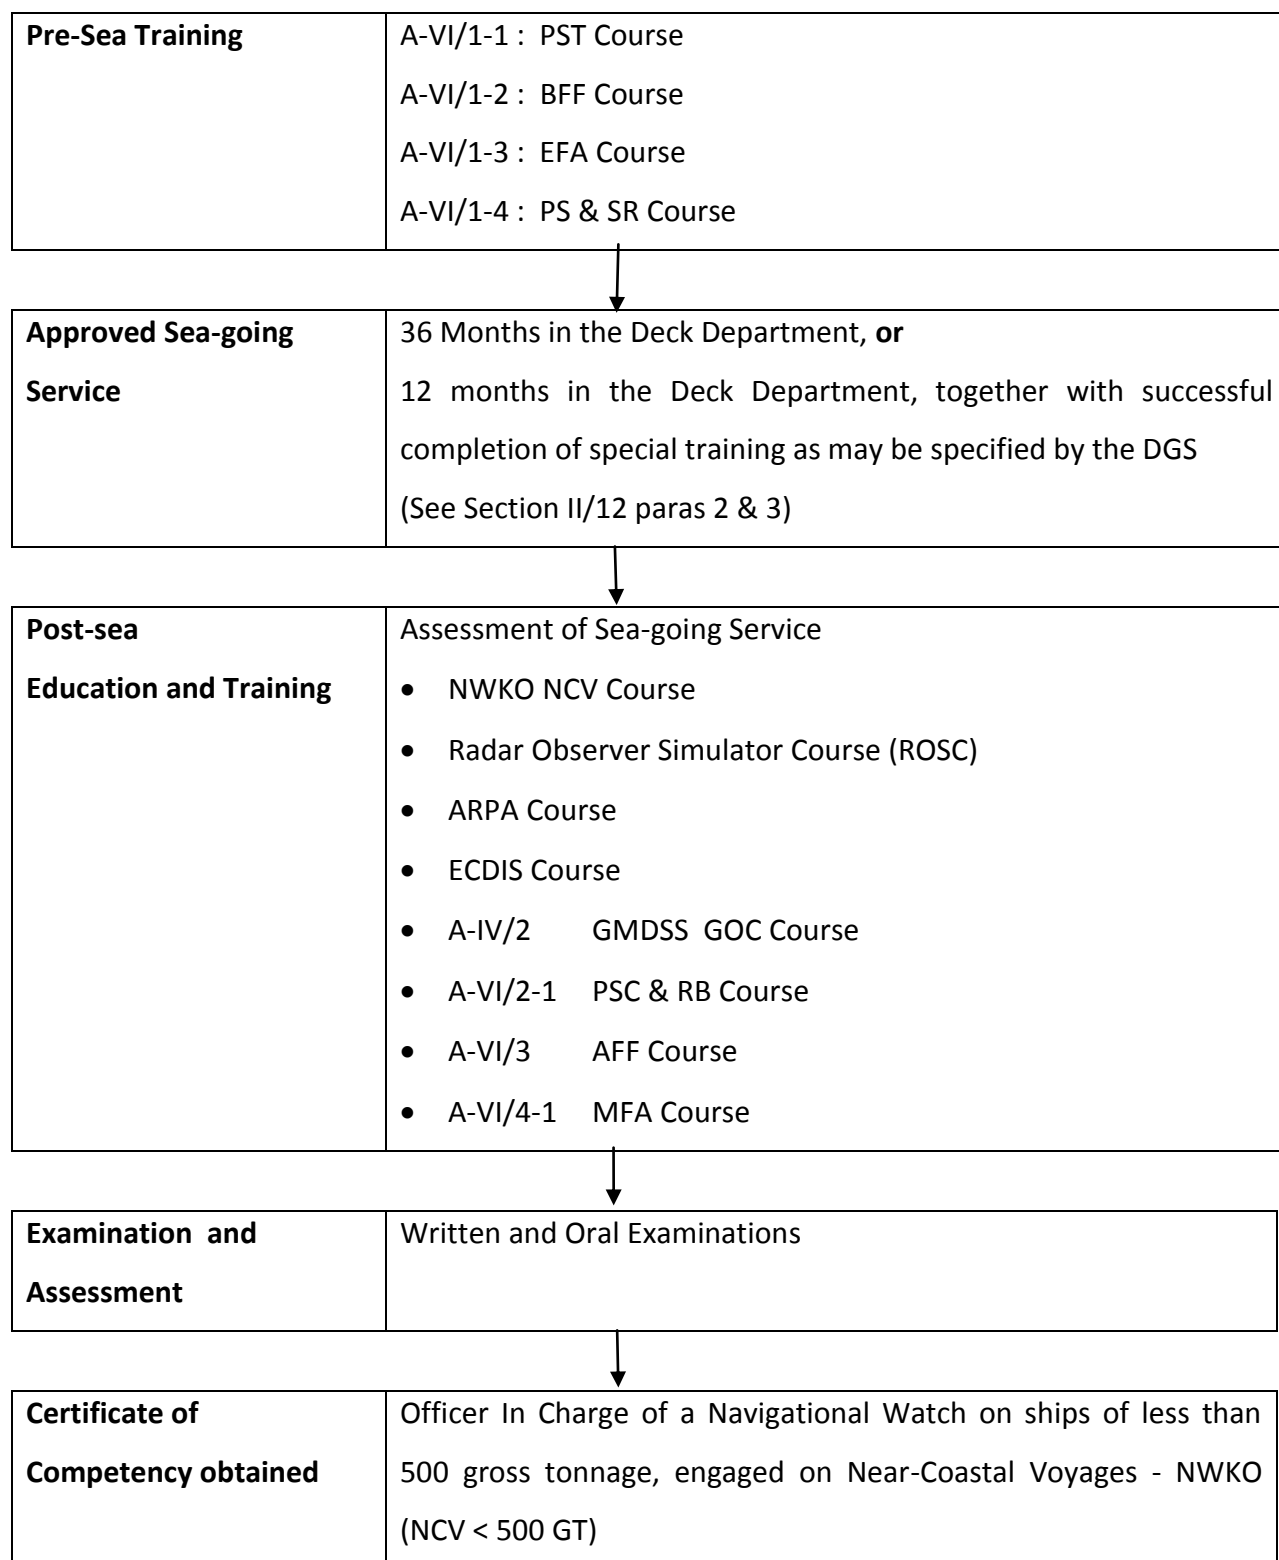 Pre-Sea Training
A-VI/1-1 : PST Course
A-VI/1-2 : BFF Course
A-VI/1-3 : EFA Course
A-VI/1-4 : PS & SR Course
Approved Sea-going
Service
36 Months in the Deck Department, or
12 months in the Deck Department, together with successful
completion of special training as may be specified by the DGS
(See Section II/12 paras 2 & 3)
Post-sea
Education and Training
Assessment of Sea-going Service
• NWKO NCV Course
• Radar Observer Simulator Course (ROSC)
• ARPA Course
• ECDIS Course
• A-IV/2 GMDSS GOC Course
• A-VI/2-1 PSC & RB Course
• A-VI/3 AFF Course
• A-VI/4-1 MFA Course
Examination and
Assessment
Written and Oral Examinations
Certificate of
Competency obtained
Officer In Charge of a Navigational Watch on ships of less than
500 gross tonnage, engaged on Near-Coastal Voyages - NWKO
(NCV < 500 GT)